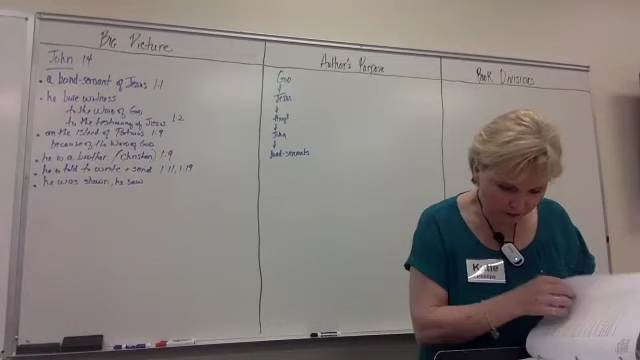 Big Picture
John 14
• a bond-servant of Jesus 1:1
• he bore witness
to the Word of God
to the testimony of Jesus 1:2
• on the island of Patmos 1:9
because of the Word of God
• he is a brother / (Christian) 1:9
• he is told to write + send 1:11, 1:19
• he was shown, he saw
Author's Purpose
God
↓
Jesus
↓
Angel
↓
John
↓
bond-servants
Book Divisions
Katie